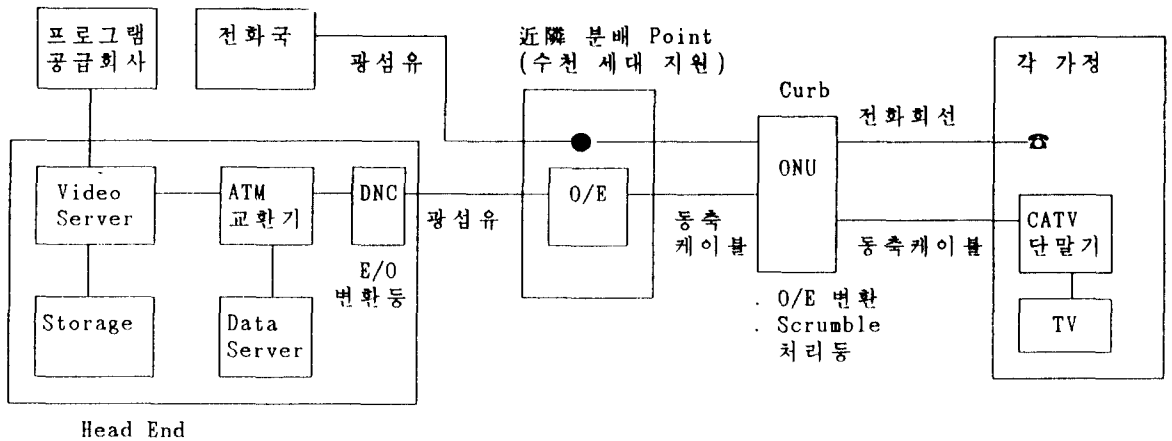 프로그램
공급회사
전화국
광섬유
近隣 분배 Point
(수천 세대 지원)
각 가정
Curb
전화회선
☎
ONU
Video
Server
ATM
교환기
DNC
광섬유
O/E
동축
케이블
동축케이블
CATV
단말기
E/O
변환등
Storage
Data
Server
. O/E 변환
. Scrumble
처리등
TV
Head End